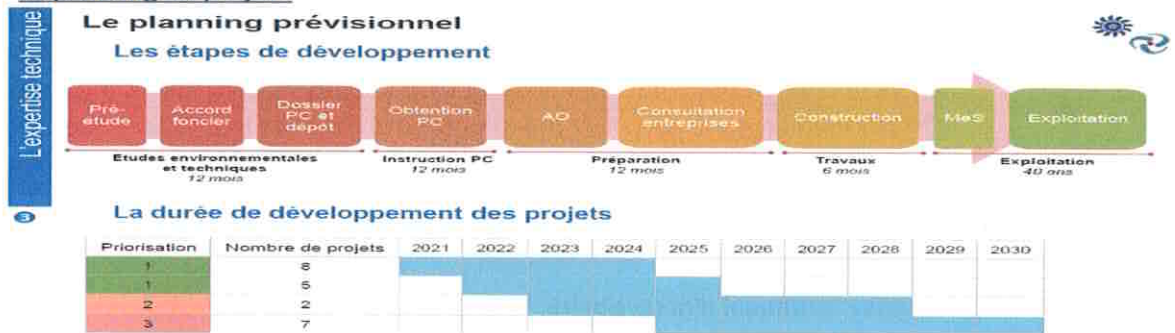 L'expertise technique
Le planning prévisionnel
Les étapes de développement
Pré-étude Accord foncier Dossier PC et dépôt Obtention PC AO Consultation entreprises Construction MeS Exploitation
Etudes environnementales et techniques
12 mois
Instruction PC
12 mois
Préparation
12 mois
Travaux
6 mois
Exploitation
40 ans
3
La durée de développement des projets
Priorisation Nombre de projets 2021 2022 2023 2024 2025 2026 2027 2028 2029 2030
1 8
1 5
2 2
3 7